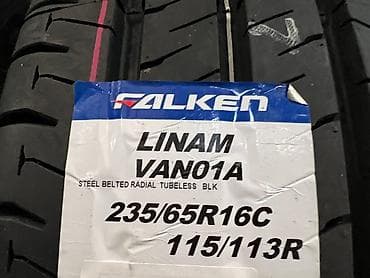 FALKEN
LINAM
VAN01A
STEEL BELTED RADIAL TUBELESS BLK
235/65R16C
115/113R